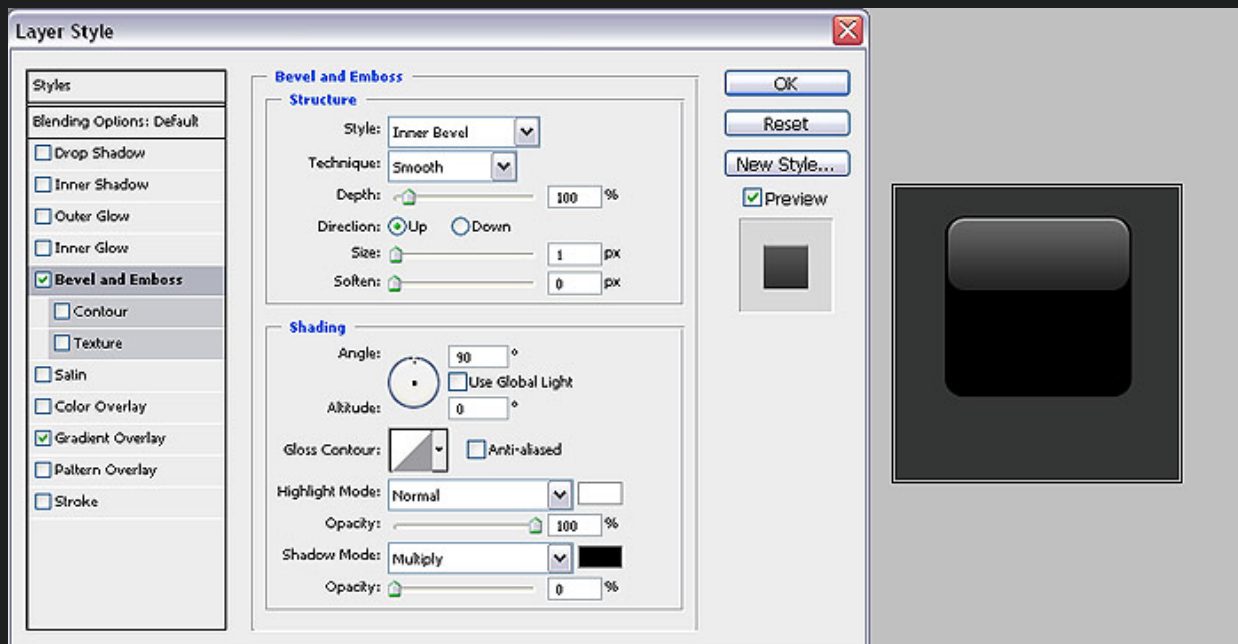 Layer Style
Styles
Blending Options: Default
Drop Shadow
Inner Shadow
Outer Glow
Inner Glow
Bevel and Emboss
Contour
Texture
Satin
Color Overlay
Gradient Overlay
Pattern Overlay
Stroke
Bevel and Emboss
Structure
Style: Inner Bevel
Technique: Smooth
Depth: 100 %
Direction: Up Down
Size: 1 px
Soften: 0 px
Shading
Angle: 90 °
Use Global Light
Altitude: 0 °
Gloss Contour: Anti-aliased
Highlight Mode: Normal
Opacity: 100 %
Shadow Mode: Multiply
Opacity: 0 %
OK
Reset
New Style...
Preview